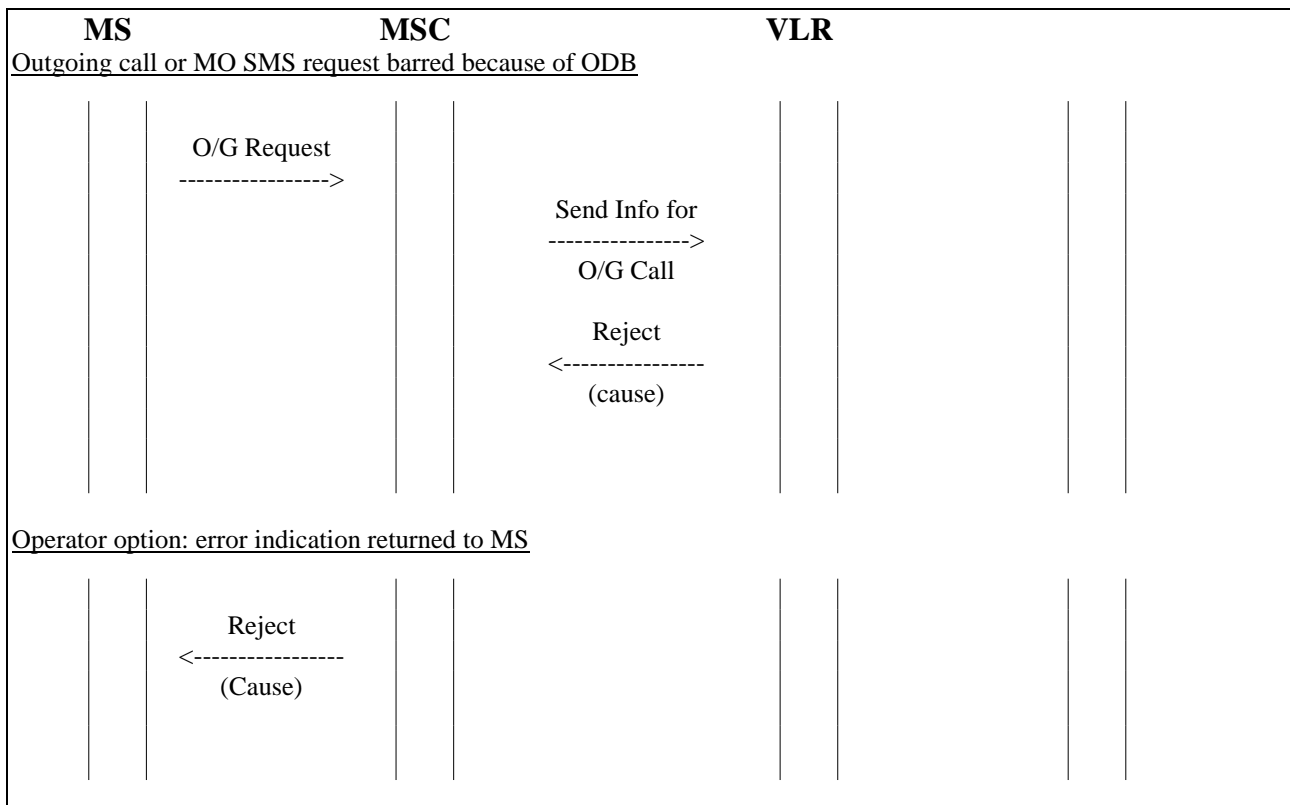 MS MSC VLR
Outgoing call or MO SMS request barred because of ODB
O/G Request
----------------->
Send Info for
---------------->
O/G Call
Reject
<----------------
(cause)
Operator option: error indication returned to MS
Reject
<-----------------
(Cause)